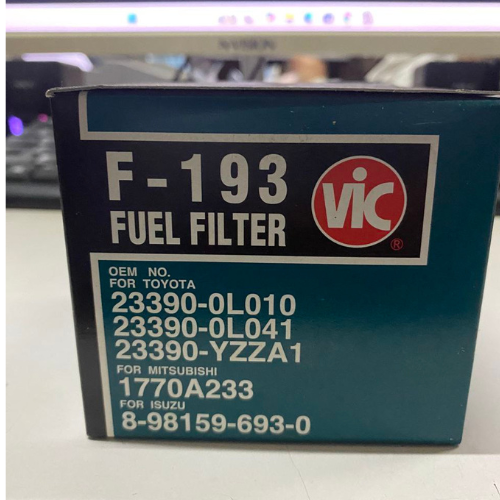 NVISION
F-193
FUEL FILTER
VIC
®
OEM NO.
FOR TOYOTA
23390-0L010
23390-0L041
23390-YZZA1
FOR MITSUBISHI
1770A233
FOR ISUZU
8-98159-693-0